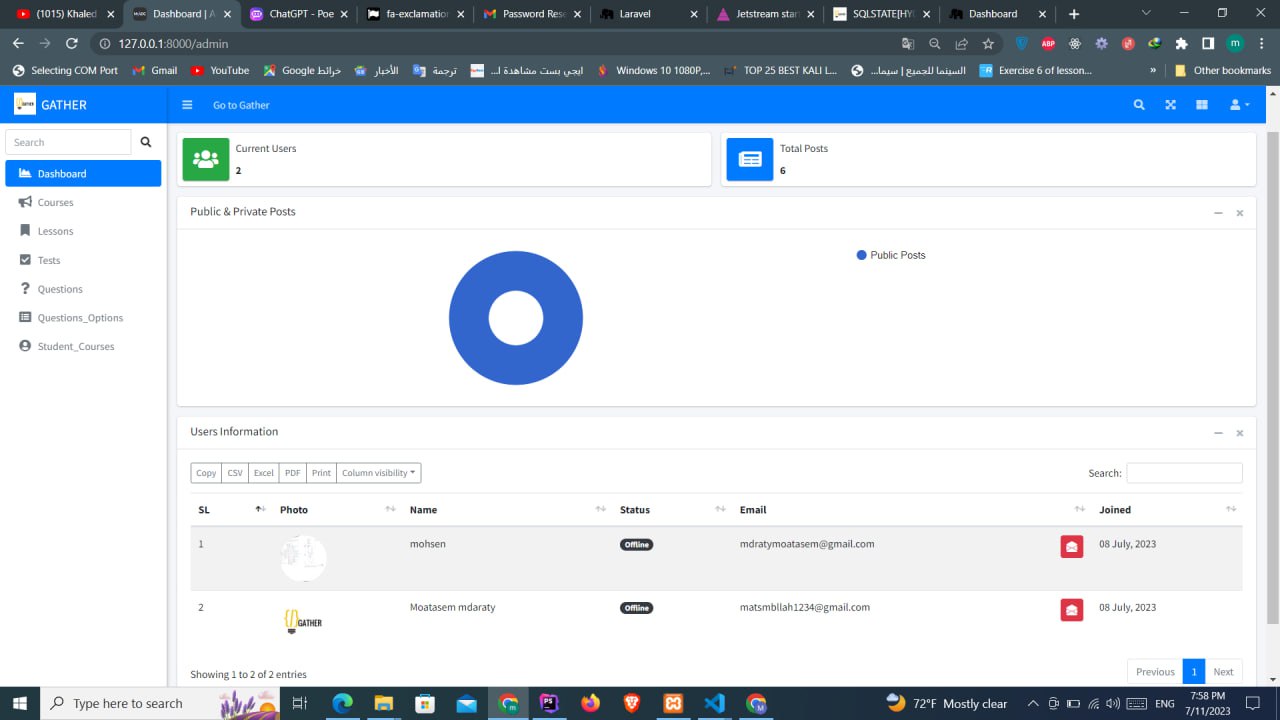 (1015) Khaled
Dashboard | A
ChatGPT - Poe
fa-exclamation
Password Rese
Laravel
Jetstream star
SQLSTATE[HY0
Dashboard
127.0.0.1:8000/admin
Selecting COM Port
Gmail
YouTube
Google خرائط
الأخبار
ترجمة
...ايجي بست مشاهدة ا
Windows 10 1080P,...
TOP 25 BEST KALI L...
السينما للجميع | سيما...
Exercise 6 of lesson...
»
Other bookmarks
GATHER
Go to Gather
Search
Dashboard
Courses
Lessons
Tests
Questions
Questions_Options
Student_Courses
Current Users
2
Total Posts
6
Public & Private Posts
Public Posts
Users Information
Copy CSV Excel PDF Print Column visibility
Search:
SL Photo Name Status Email Joined
1 mohsen Offline mdratymoatasem@gmail.com 08 July, 2023
2 GATHER Moatasem mdaraty Offline matsmbllah1234@gmail.com 08 July, 2023
Showing 1 to 2 of 2 entries
Previous 1 Next
Type here to search
72°F Mostly clear
ENG
7:58 PM
7/11/2023